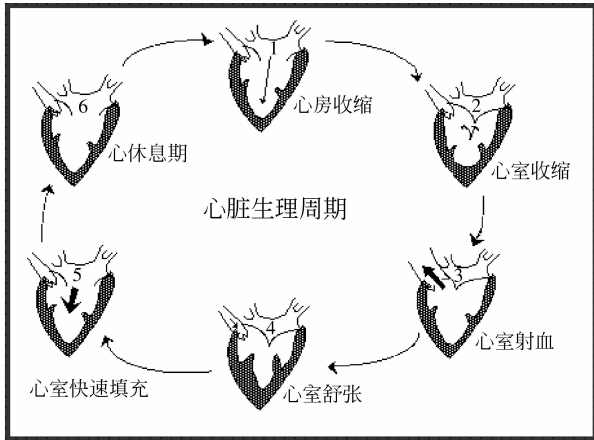 1
心房收缩
2
心室收缩
3
心室射血
4
心室舒张
5
心室快速填充
6
心休息期
心脏生理周期